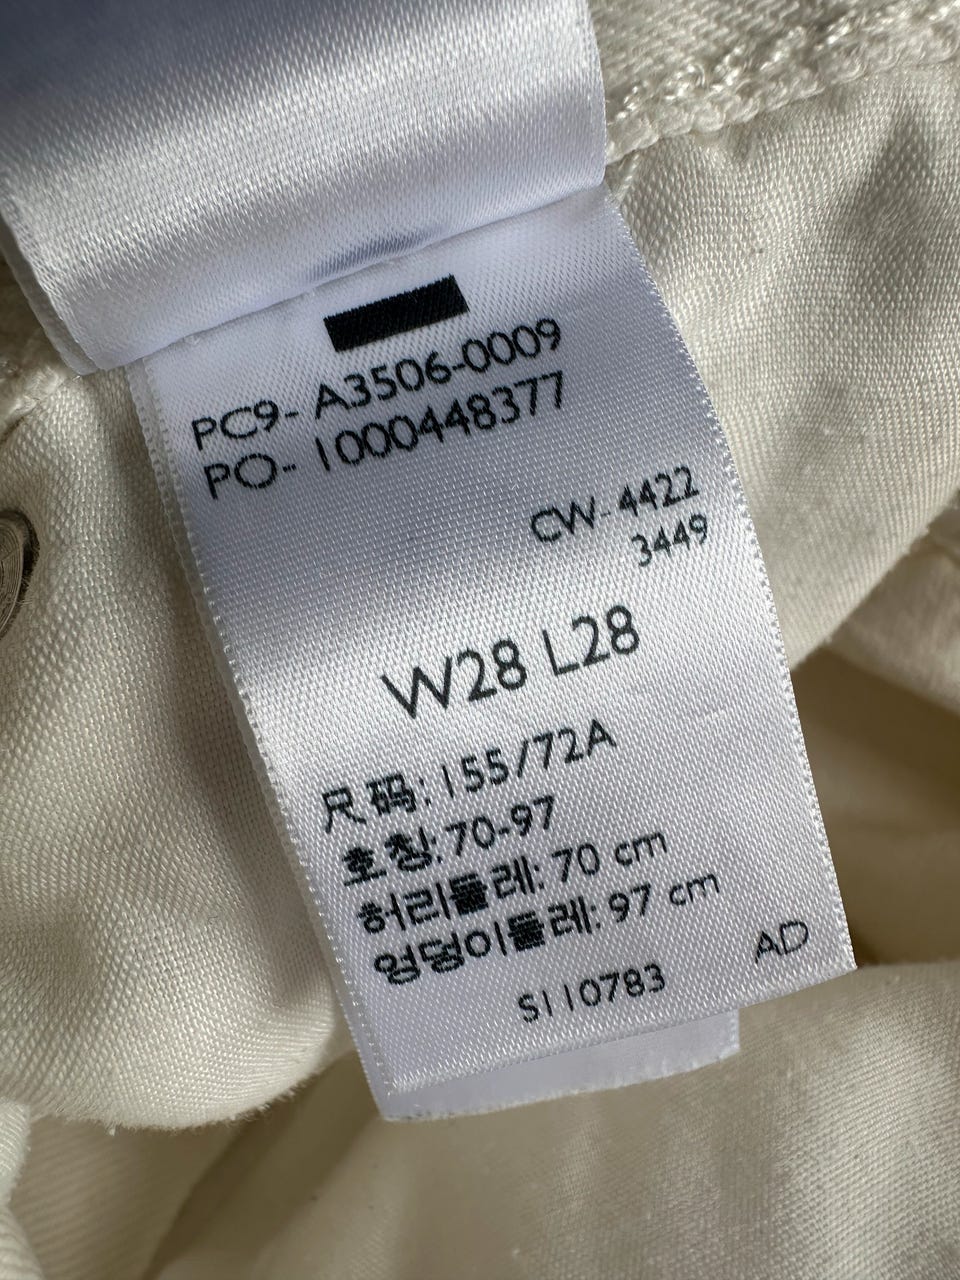 PC9- A3506-0009
PO- 1000448377
CW- 4422
3449
W28 L28
尺码: 155/72A
호칭: 70-97
허리둘레: 70 cm
엉덩이둘레: 97 cm
AD
S110783